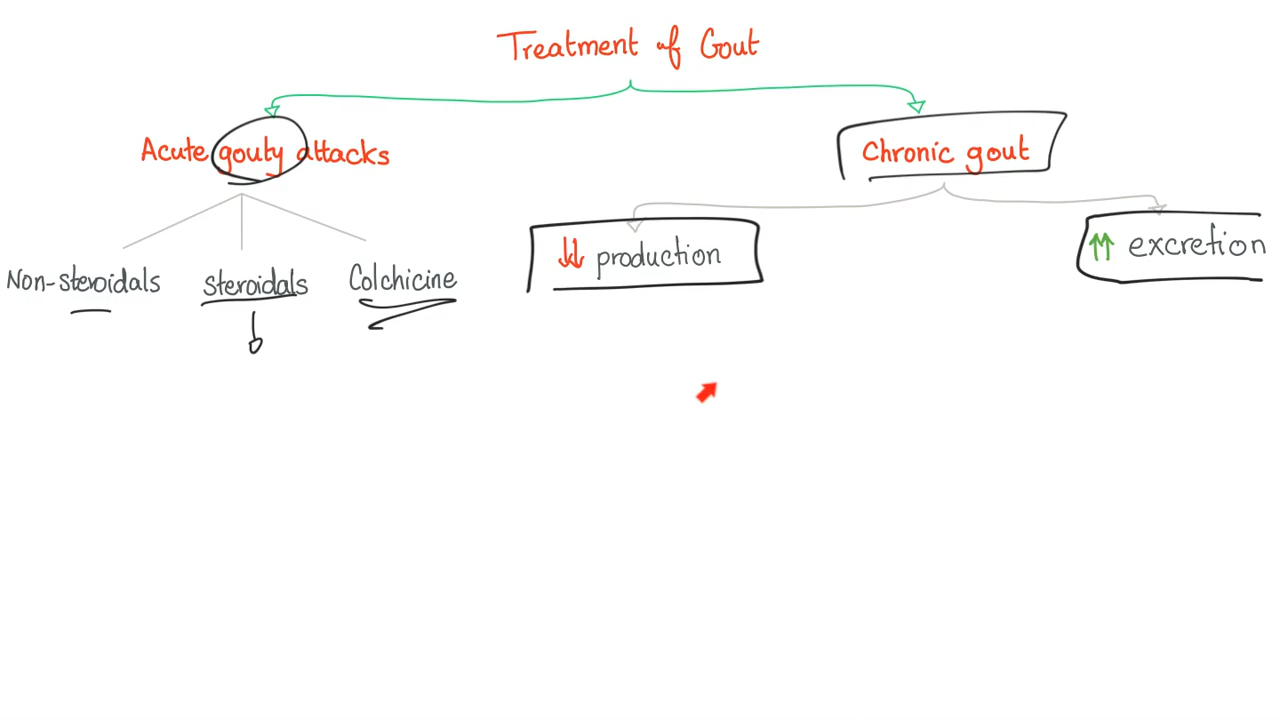 Treatment of Gout
Acute gouty attacks
Chronic gout
↓↓ production
↑↑ excretion
Non-steroidals
steroidals
Colchicine